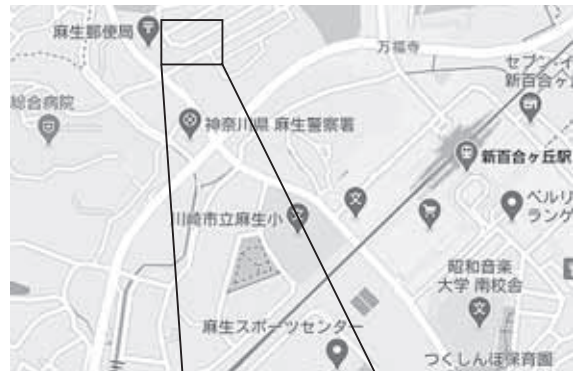 麻生郵便局
万福寺
セブン-イ
新百合ヶ丘
総合病院
神奈川県 麻生警察署
新百合ヶ丘駅
ベルリ
ランゲ
川崎市立麻生小
昭和音楽
大学 南校舎
麻生スポーツセンター
つくしんぼ保育園